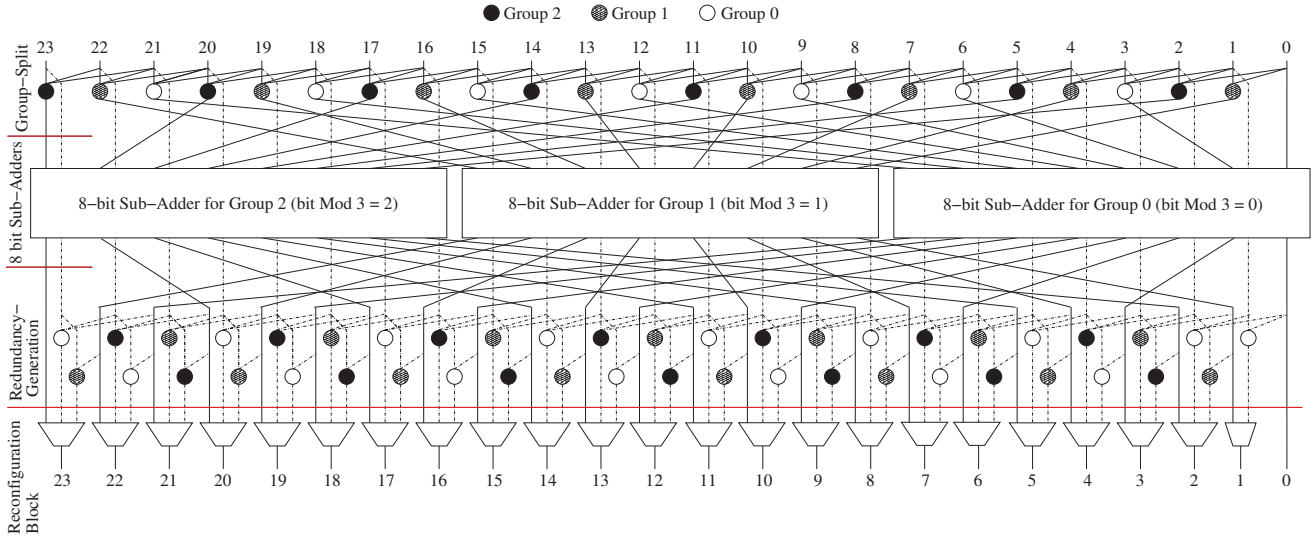 Group 2 Group 1 Group 0
23 22 21 20 19 18 17 16 15 14 13 12 11 10 9 8 7 6 5 4 3 2 1 0
Group−Split
8 bit Sub−Adders
8−bit Sub−Adder for Group 2 (bit Mod 3 = 2)
8−bit Sub−Adder for Group 1 (bit Mod 3 = 1)
8−bit Sub−Adder for Group 0 (bit Mod 3 = 0)
Redundancy−
Generation
Reconfiguration
Block
23 22 21 20 19 18 17 16 15 14 13 12 11 10 9 8 7 6 5 4 3 2 1 0